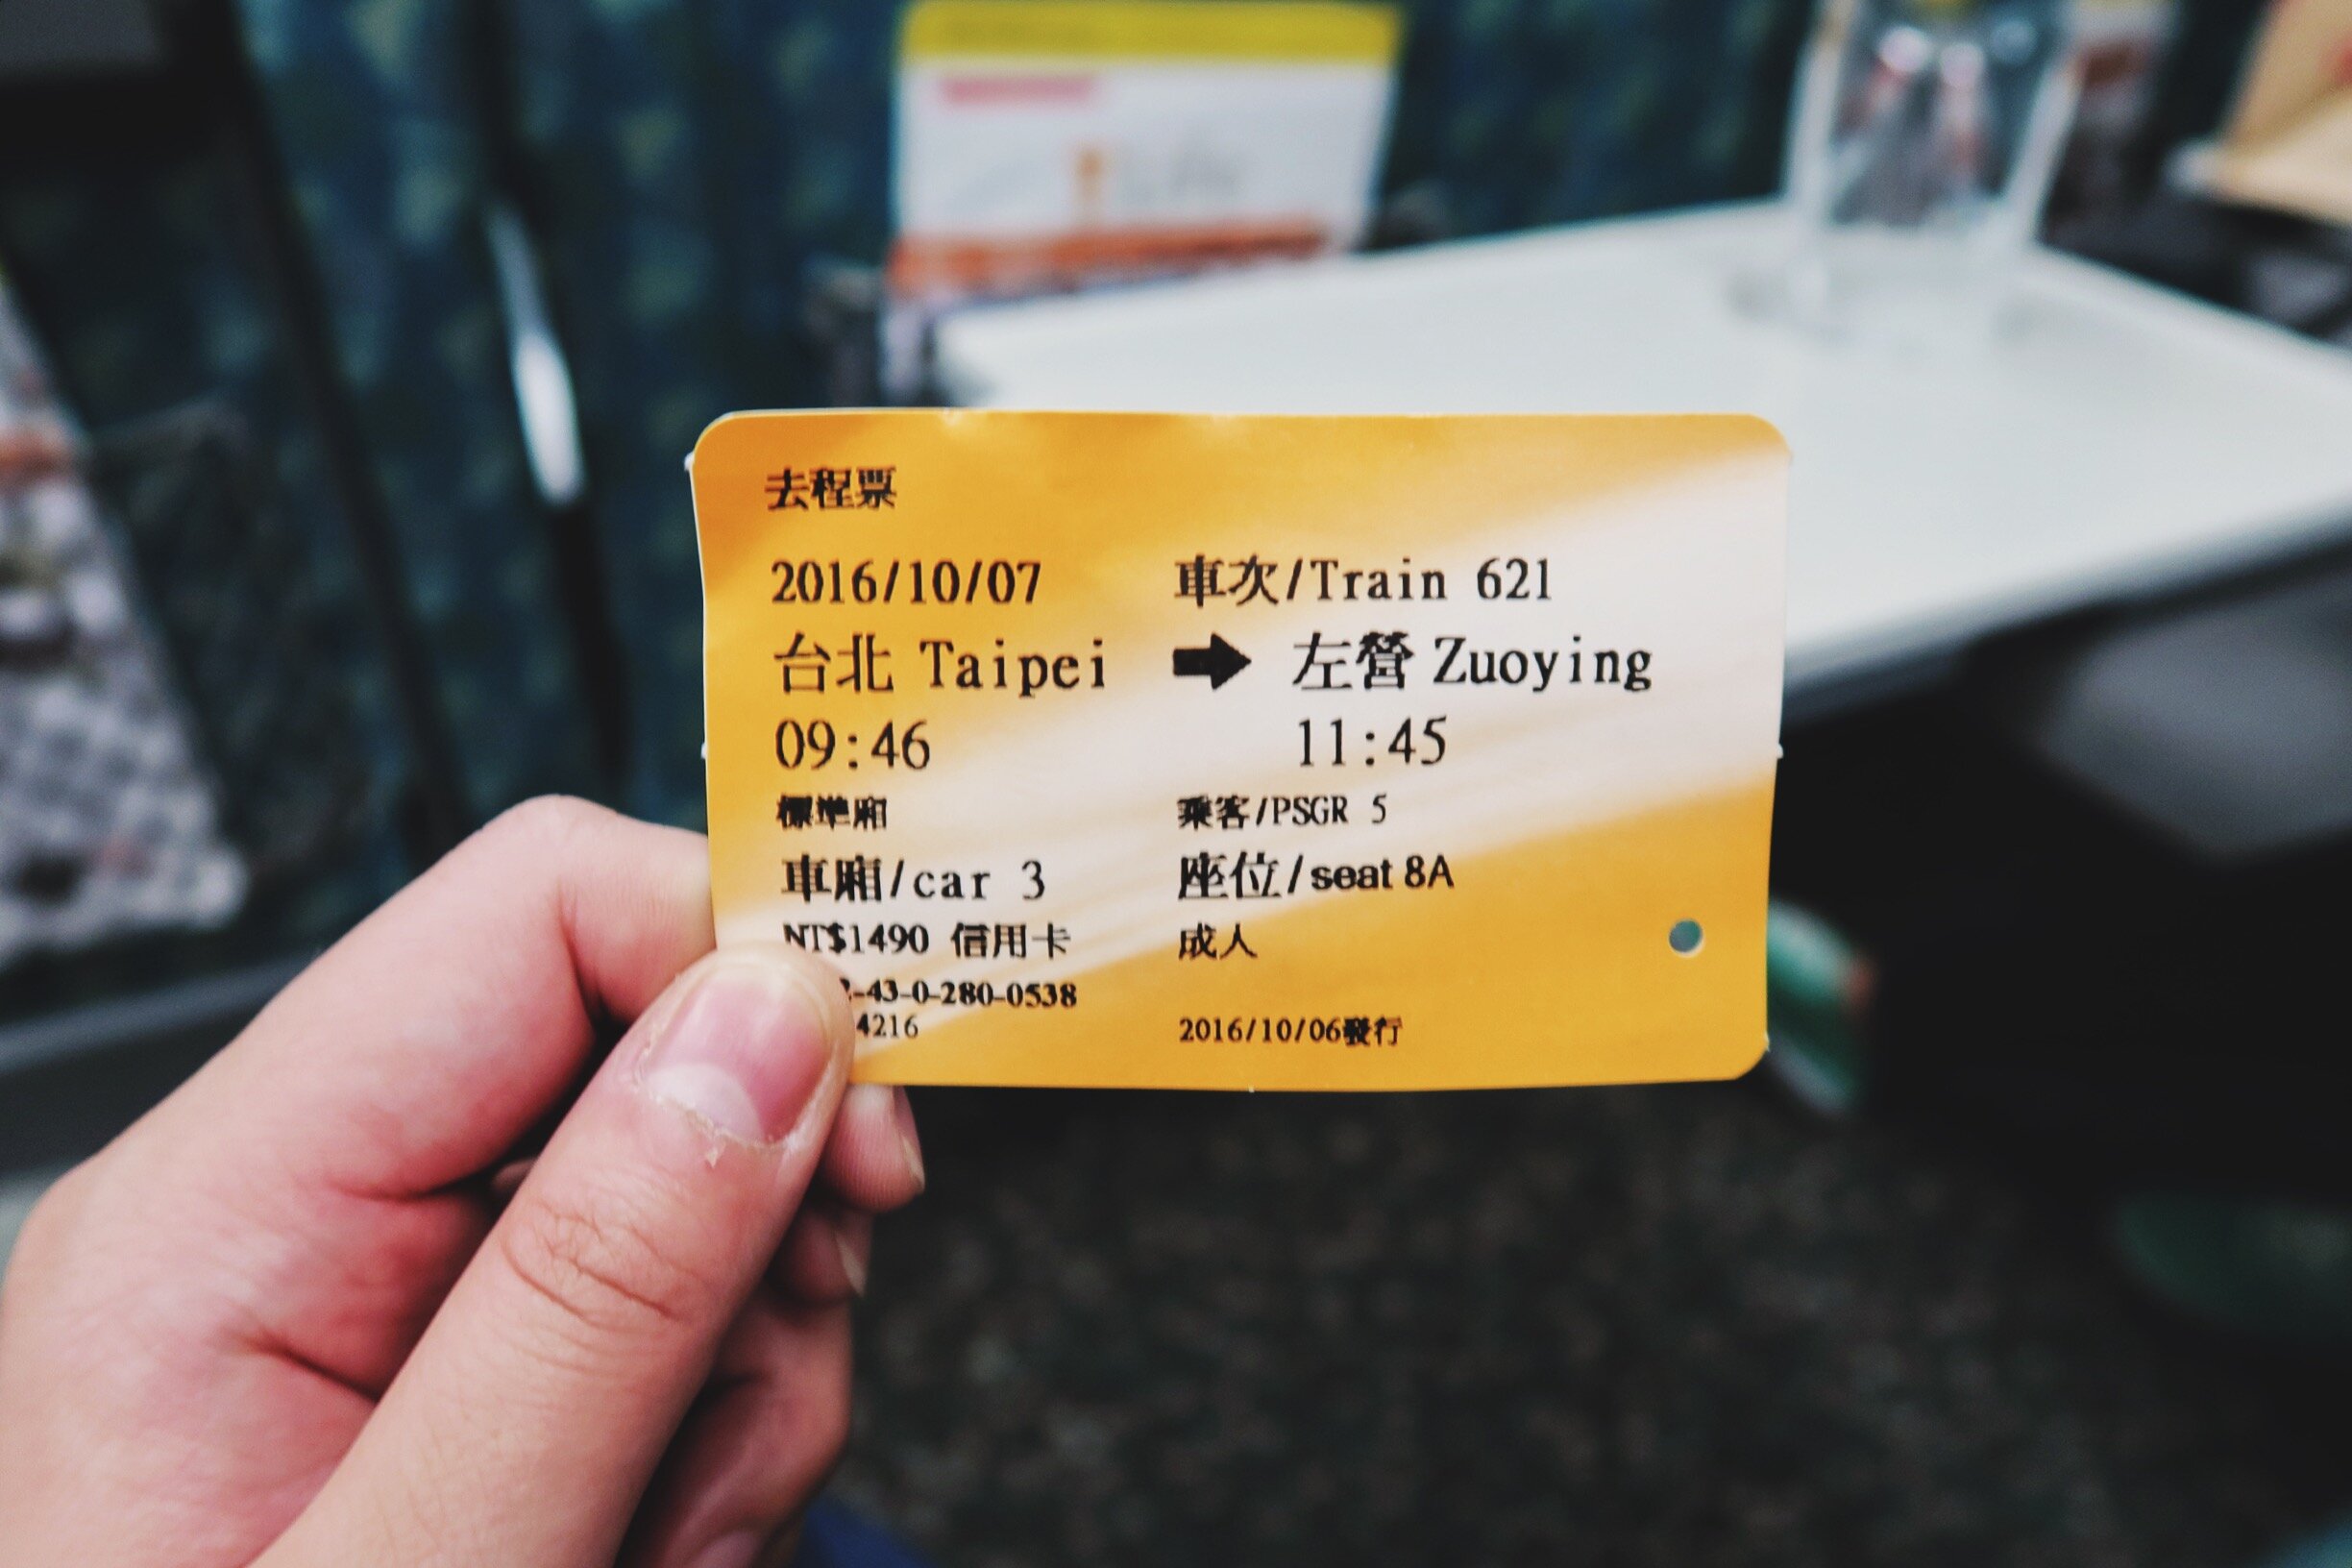 去程票
2016/10/07 車次/Train 621
台北 Taipei → 左營 Zuoying
09:46 11:45
標準廂 乘客/PSGR 5
車廂/car 3 座位/seat 8A
NT$1490 信用卡 成人
2-43-0-280-0538
4216 2016/10/06發行